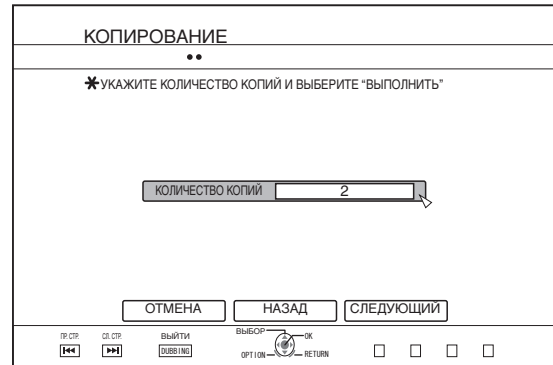 КОПИРОВАНИЕ
УКАЖИТЕ КОЛИЧЕСТВО КОПИЙ И ВЫБЕРИТЕ “ВЫПОЛНИТЬ”
КОЛИЧЕСТВО КОПИЙ 2
ОТМЕНА НАЗАД СЛЕДУЮЩИЙ
ПР. СТР. СЛ. СТР. ВЫЙТИ ВЫБОР OK
DUBBING OPTION RETURN